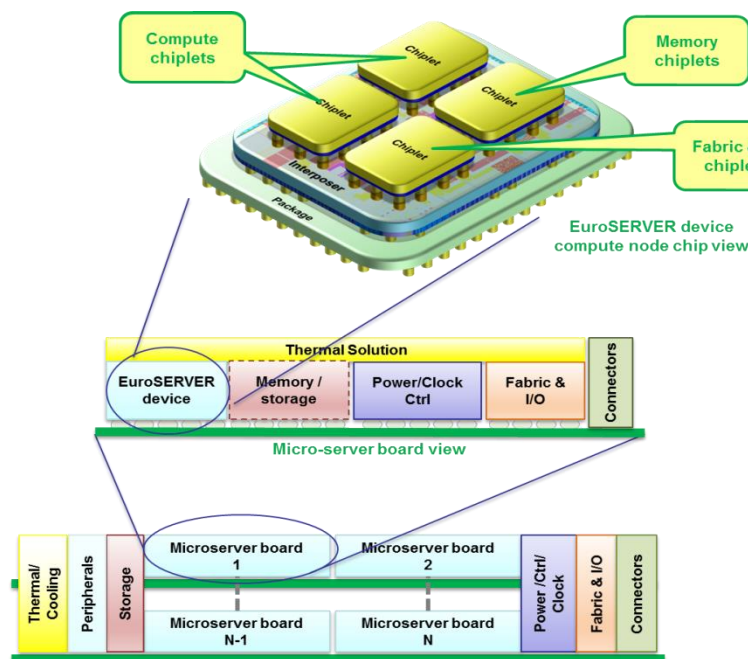 Compute
chiplets
Chiplet
Memory
chiplets
Chiplet
Chiplet
Chiplet
Fabric &
chiple
Interposer
Package
EuroSERVER device
compute node chip view
Thermal Solution
EuroSERVER
device
Memory /
storage
Power/Clock
Ctrl
Fabric &
I/O
Connectors
Micro-server board view
Thermal/
Cooling
Peripherals
Storage
Microserver board
1
Microserver board
2
Power /Ctrl/
Clock
Fabric & I/O
Connectors
Microserver board
N-1
Microserver board
N